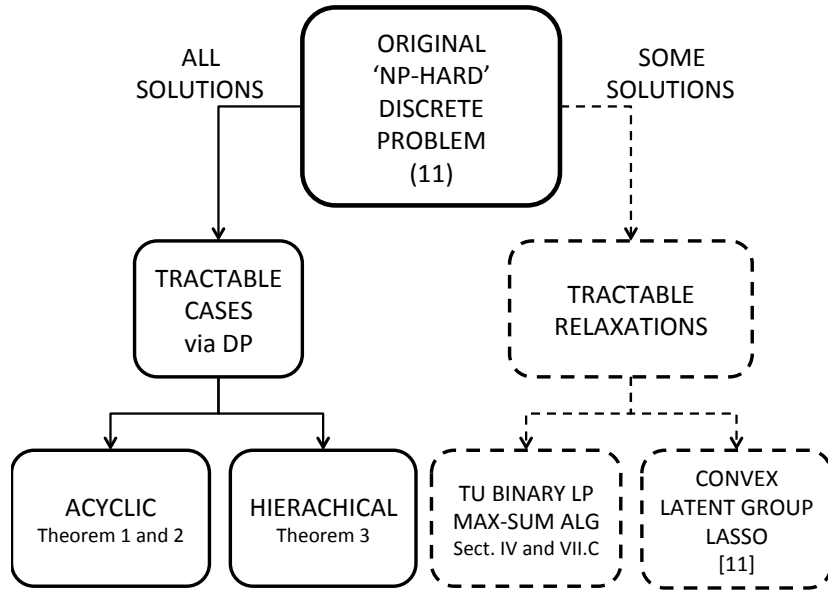 ALL
SOLUTIONS
ORIGINAL
‘NP-HARD’
DISCRETE
PROBLEM
(11)
SOME
SOLUTIONS
TRACTABLE
CASES
via DP
TRACTABLE
RELAXATIONS
ACYCLIC
Theorem 1 and 2
HIERACHICAL
Theorem 3
TU BINARY LP
MAX-SUM ALG
Sect. IV and VII.C
CONVEX
LATENT GROUP
LASSO
[11]